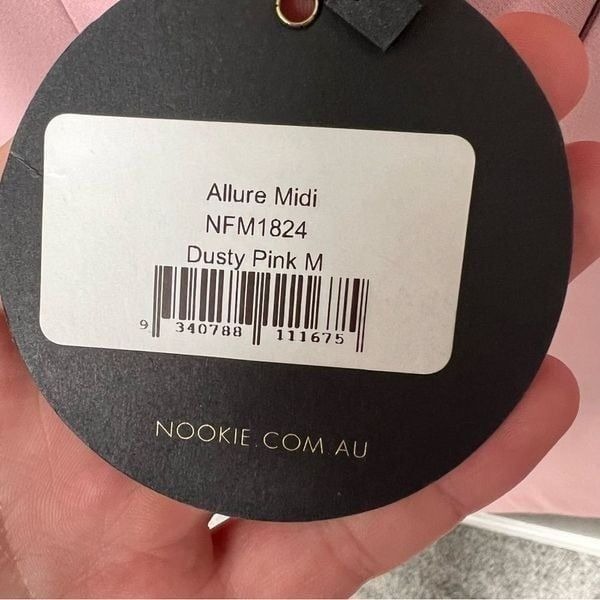 Allure Midi
NFM1824
Dusty Pink M
9 340788 111675
NOOKIE.COM AU